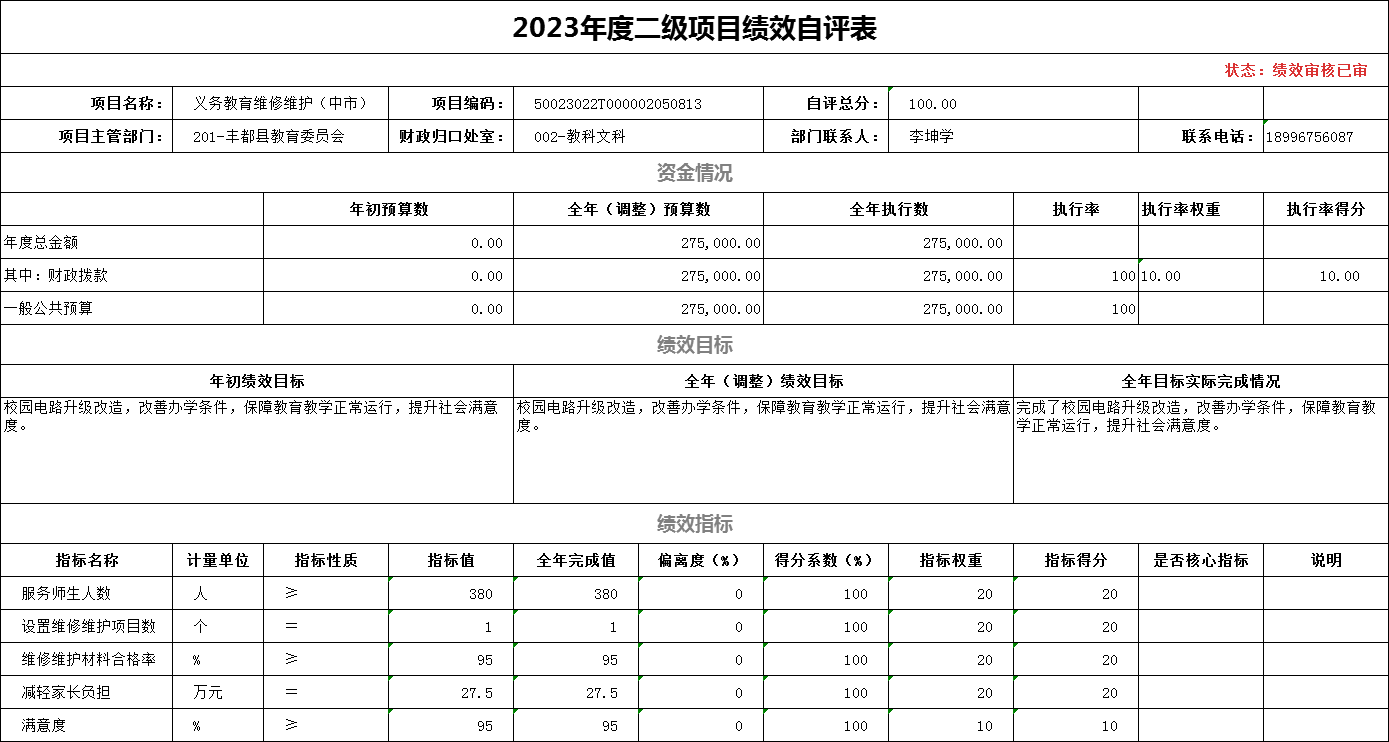 2023年度二级项目绩效自评表
状态：绩效审核已审
项目名称： 义务教育维修维护（中市） 项目编码： 50023022T000002050813 自评总分： 100.00
项目主管部门： 201-丰都县教育委员会 财政归口处室： 002-教科文科 部门联系人： 李坤学 联系电话： 18996756087
资金情况
年初预算数 全年（调整）预算数 全年执行数 执行率 执行率权重 执行率得分
年度总金额 0.00 275,000.00 275,000.00
其中：财政拨款 0.00 275,000.00 275,000.00 100 10.00 10.00
一般公共预算 0.00 275,000.00 275,000.00 100
绩效目标
年初绩效目标 全年（调整）绩效目标 全年目标实际完成情况
校园电路升级改造，改善办学条件，保障教育教学正常运行，提升社会满意
度。
校园电路升级改造，改善办学条件，保障教育教学正常运行，提升社会满意
度。
完成了校园电路升级改造，改善办学条件，保障教育教
学正常运行，提升社会满意度。
绩效指标
指标名称 计量单位 指标性质 指标值 全年完成值 偏离度（%） 得分系数（%） 指标权重 指标得分 是否核心指标 说明
服务师生人数 人 ≥ 380 380 0 100 20 20
设置维修维护项目数 个 ＝ 1 1 0 100 20 20
维修维护材料合格率 % ≥ 95 95 0 100 20 20
减轻家长负担 万元 ＝ 27.5 27.5 0 100 20 20
满意度 % ≥ 95 95 0 100 10 10